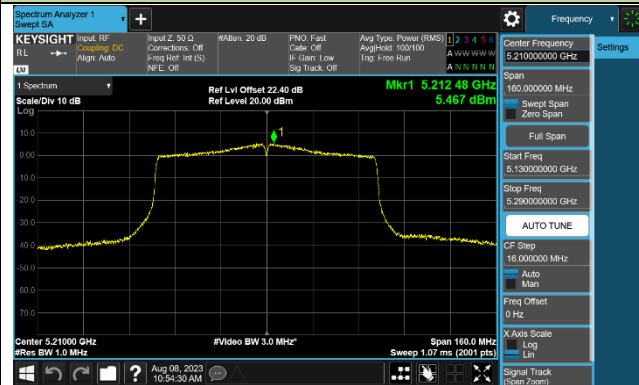 Spectrum Analyzer 1
Swept SA
+
Frequency
KEYSIGHT
RL
LXI
Input: RF
Coupling: DC
Align: Auto
Input Z: 50 Ω
Corrections: Off
Freq Ref: Int (S)
NFE: Off
#Atten: 20 dB
PNO: Fast
Gate: Off
IF Gain: Low
Sig Track: Off
Avg Type: Power (RMS)
Avg|Hold: 100/100
Trig: Free Run
1 2 3 4 5 6
A W W W W W
A N N N N N
1 Spectrum
Scale/Div 10 dB
Log
Ref Lvl Offset 22.40 dB
Ref Level 20.00 dBm
Mkr1 5.212 48 GHz
5.467 dBm
10.0
0.00
-10.0
-20.0
-30.0
-40.0
-50.0
-60.0
-70.0
1
Center 5.21000 GHz
#Res BW 1.0 MHz
#Video BW 3.0 MHz*
Span 160.0 MHz
Sweep 1.07 ms (2001 pts)
Center Frequency
5.210000000 GHz
Settings
Span
160.000000 MHz
Swept Span
Zero Span
Full Span
Start Freq
5.130000000 GHz
Stop Freq
5.290000000 GHz
AUTO TUNE
CF Step
16.000000 MHz
Auto
Man
Freq Offset
0 Hz
X Axis Scale
Log
Lin
Signal Track
(Span Zoom)
?
Aug 08, 2023
10:54:30 AM